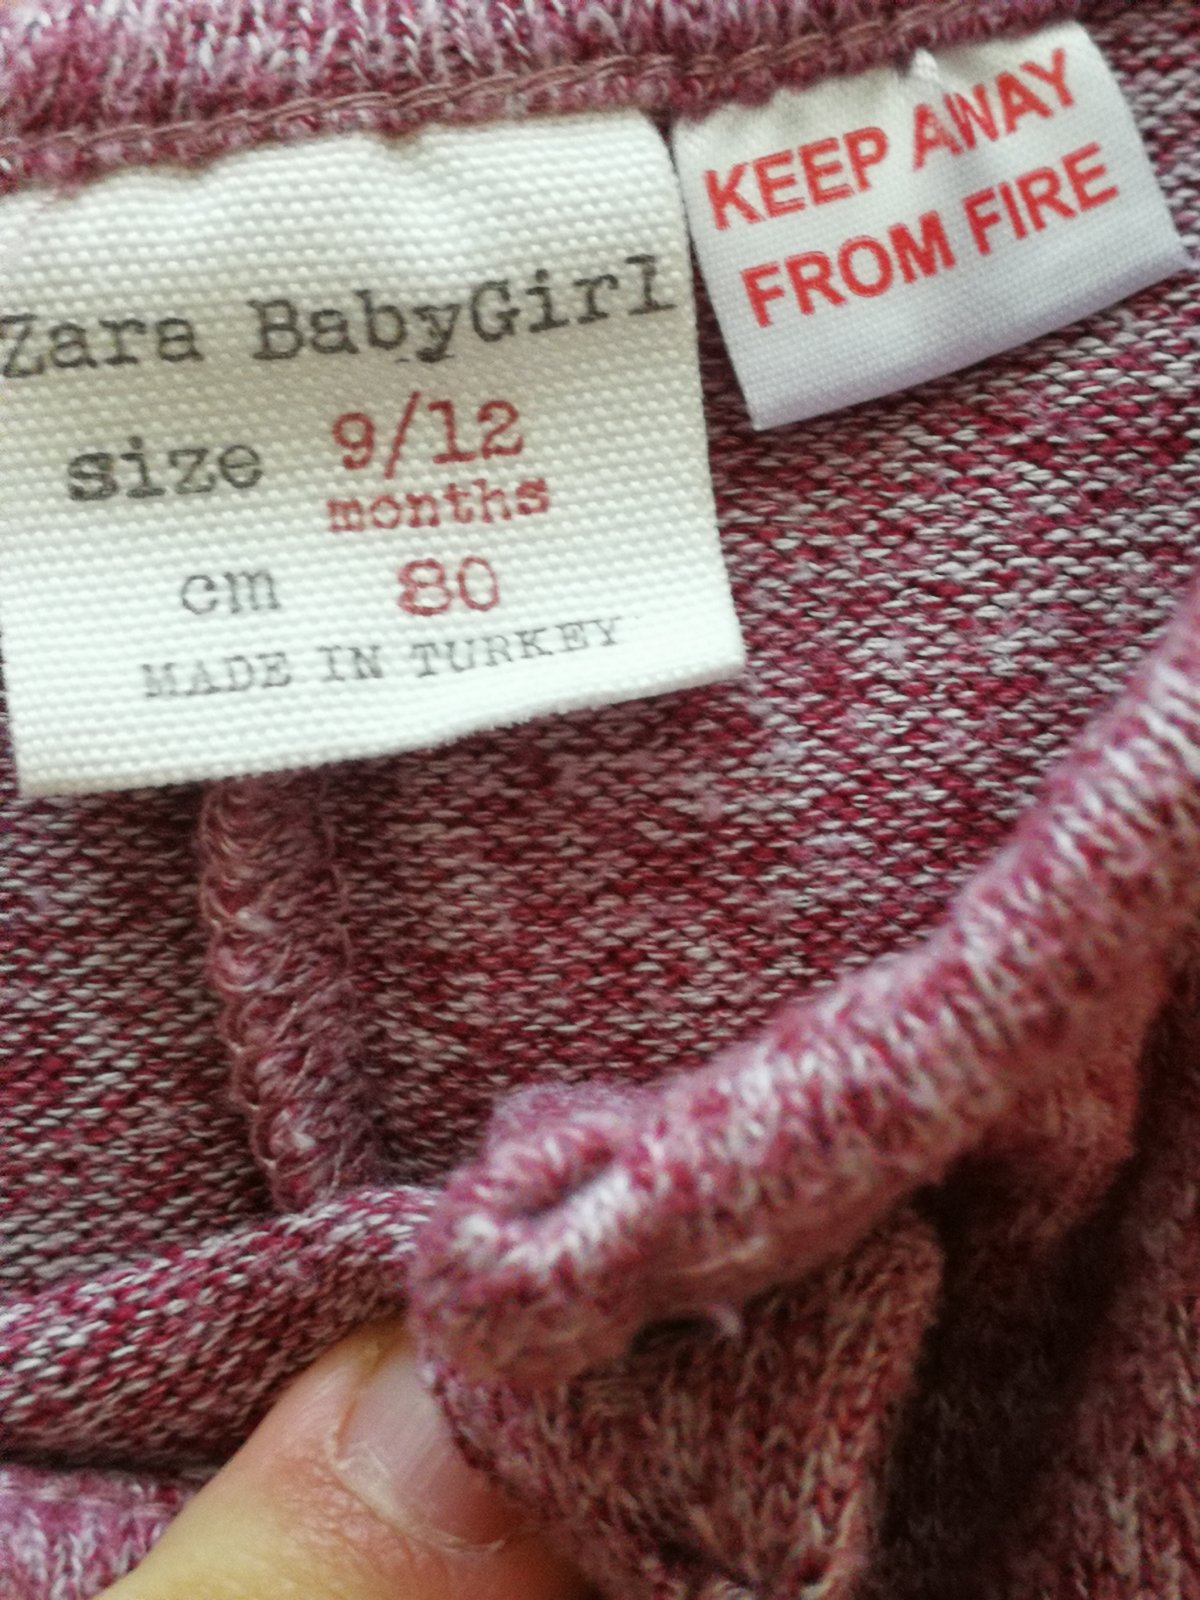 Zara BabyGirl
size 9/12
months
cm 80
MADE IN TURKEY
KEEP AWAY
FROM FIRE